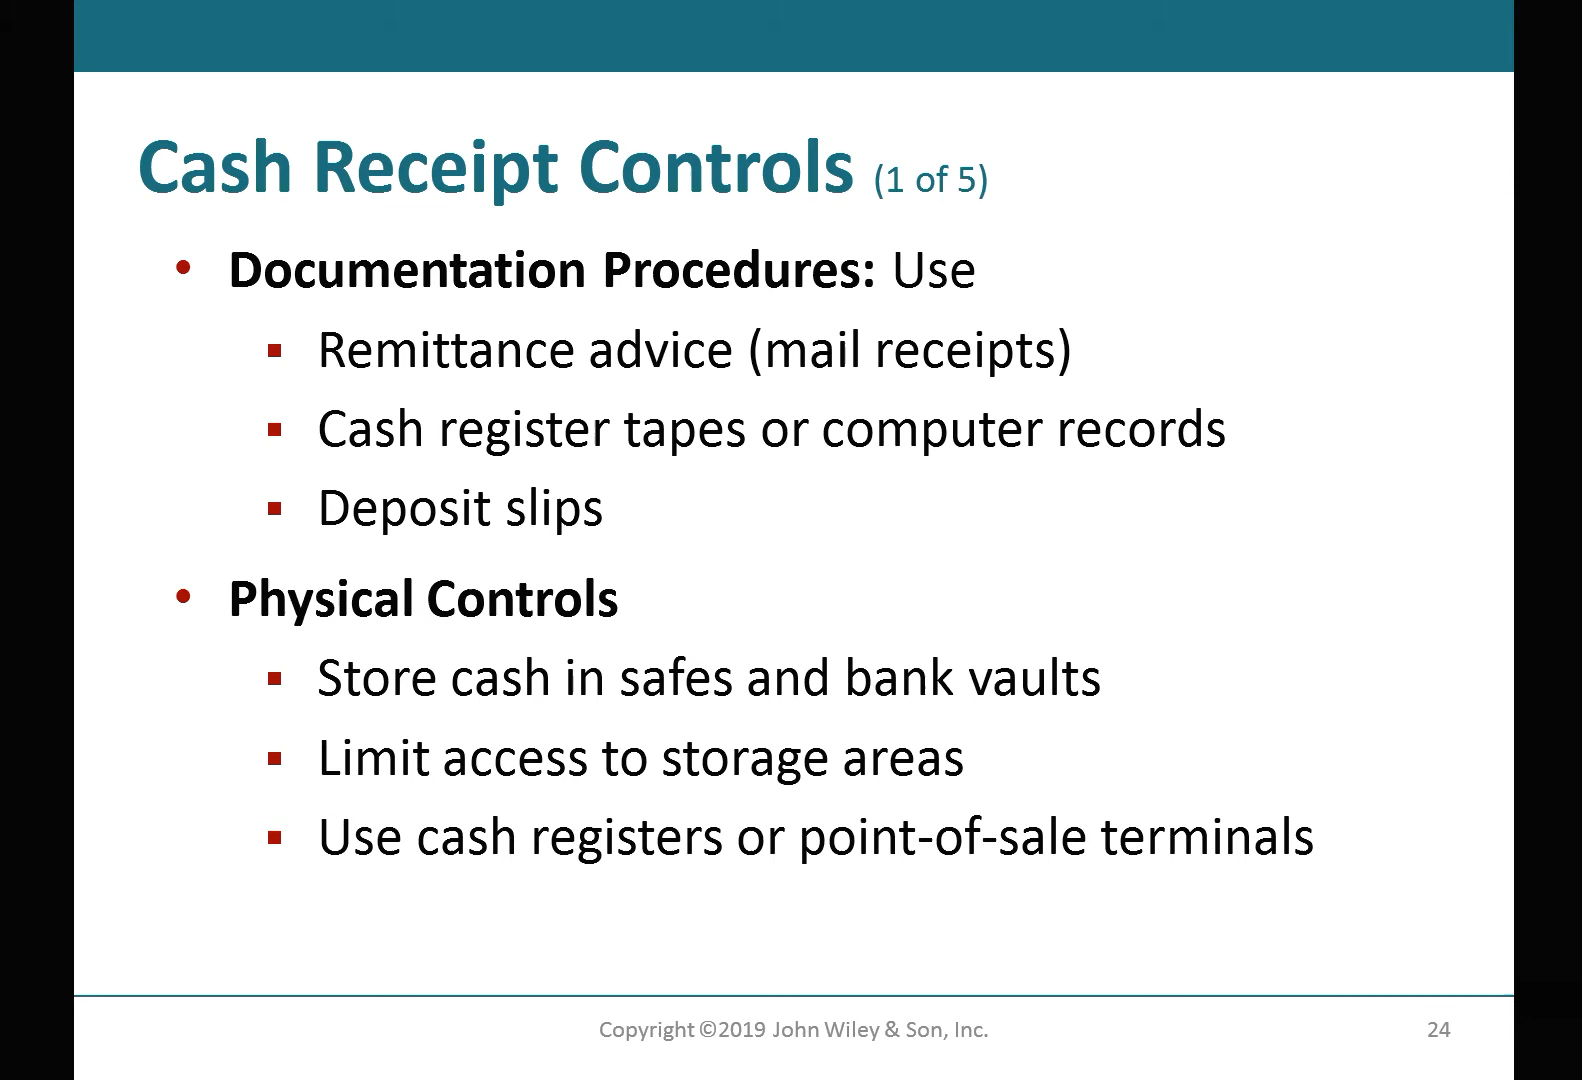 Cash Receipt Controls (1 of 5)
• Documentation Procedures: Use
▪ Remittance advice (mail receipts)
▪ Cash register tapes or computer records
▪ Deposit slips
• Physical Controls
▪ Store cash in safes and bank vaults
▪ Limit access to storage areas
▪ Use cash registers or point-of-sale terminals
Copyright ©2019 John Wiley & Son, Inc.
24